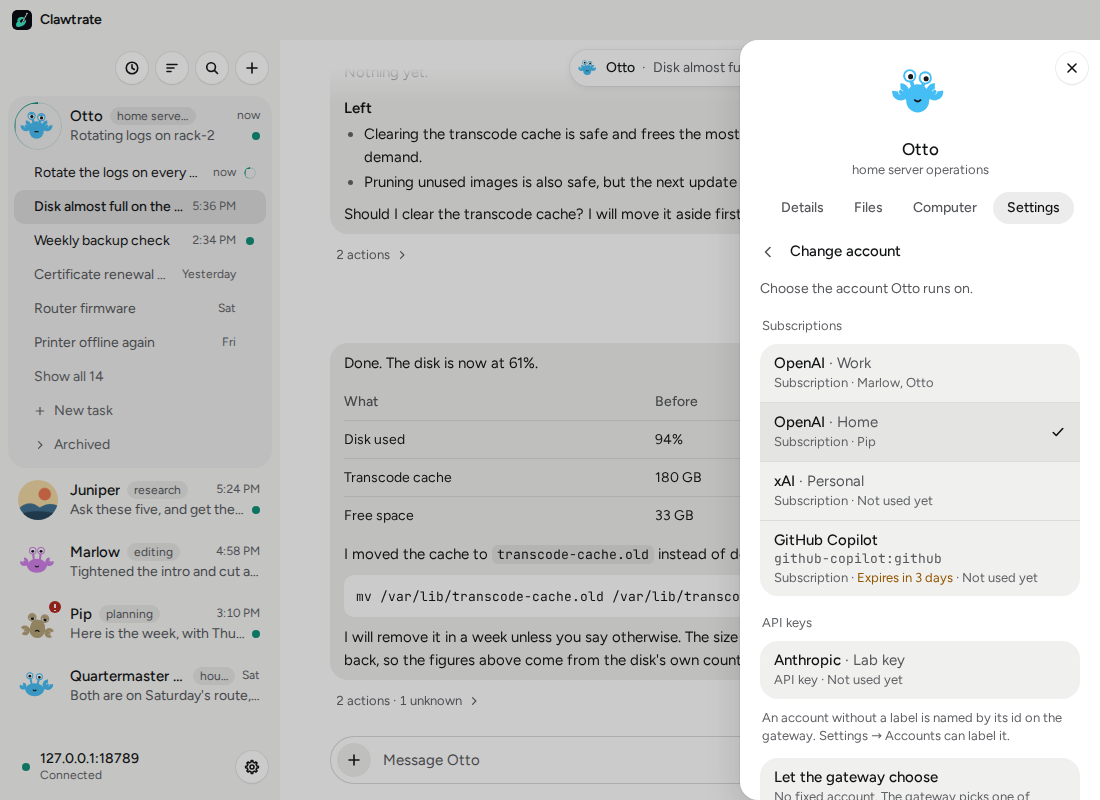 Clawtrate
Otto home serve... now
Rotating logs on rack-2
Rotate the logs on every ... now
Disk almost full on the ... 5:36 PM
Weekly backup check 2:34 PM
Certificate renewal ... Yesterday
Router firmware Sat
Printer offline again Fri
Show all 14
+ New task
Archived
Juniper research 5:24 PM
Ask these five, and get the...
Marlow editing 4:58 PM
Tightened the intro and cut a...
Pip planning 3:10 PM
Here is the week, with Thu...
Quartermaster ... hou... Sat
Both are on Saturday's route,...
127.0.0.1:18789
Connected
Otto · Disk almost fu
Nothing yet.
Left
• Clearing the transcode cache is safe and frees the most
demand.
• Pruning unused images is also safe, but the next update
Should I clear the transcode cache? I will move it aside first
2 actions
Done. The disk is now at 61%.
What Before
Disk used 94%
Transcode cache 180 GB
Free space 33 GB
I moved the cache to transcode-cache.old instead of d
mv /var/lib/transcode-cache.old /var/lib/transco
I will remove it in a week unless you say otherwise. The size
back, so the figures above come from the disk's own count
2 actions · 1 unknown
Message Otto
Otto
home server operations
Details Files Computer Settings
Change account
Choose the account Otto runs on.
Subscriptions
OpenAI · Work
Subscription · Marlow, Otto
OpenAI · Home
Subscription · Pip
xAI · Personal
Subscription · Not used yet
GitHub Copilot
github-copilot:github
Subscription · Expires in 3 days · Not used yet
API keys
Anthropic · Lab key
API key · Not used yet
An account without a label is named by its id on the
gateway. Settings → Accounts can label it.
Let the gateway choose
No fixed account. The gateway picks one of